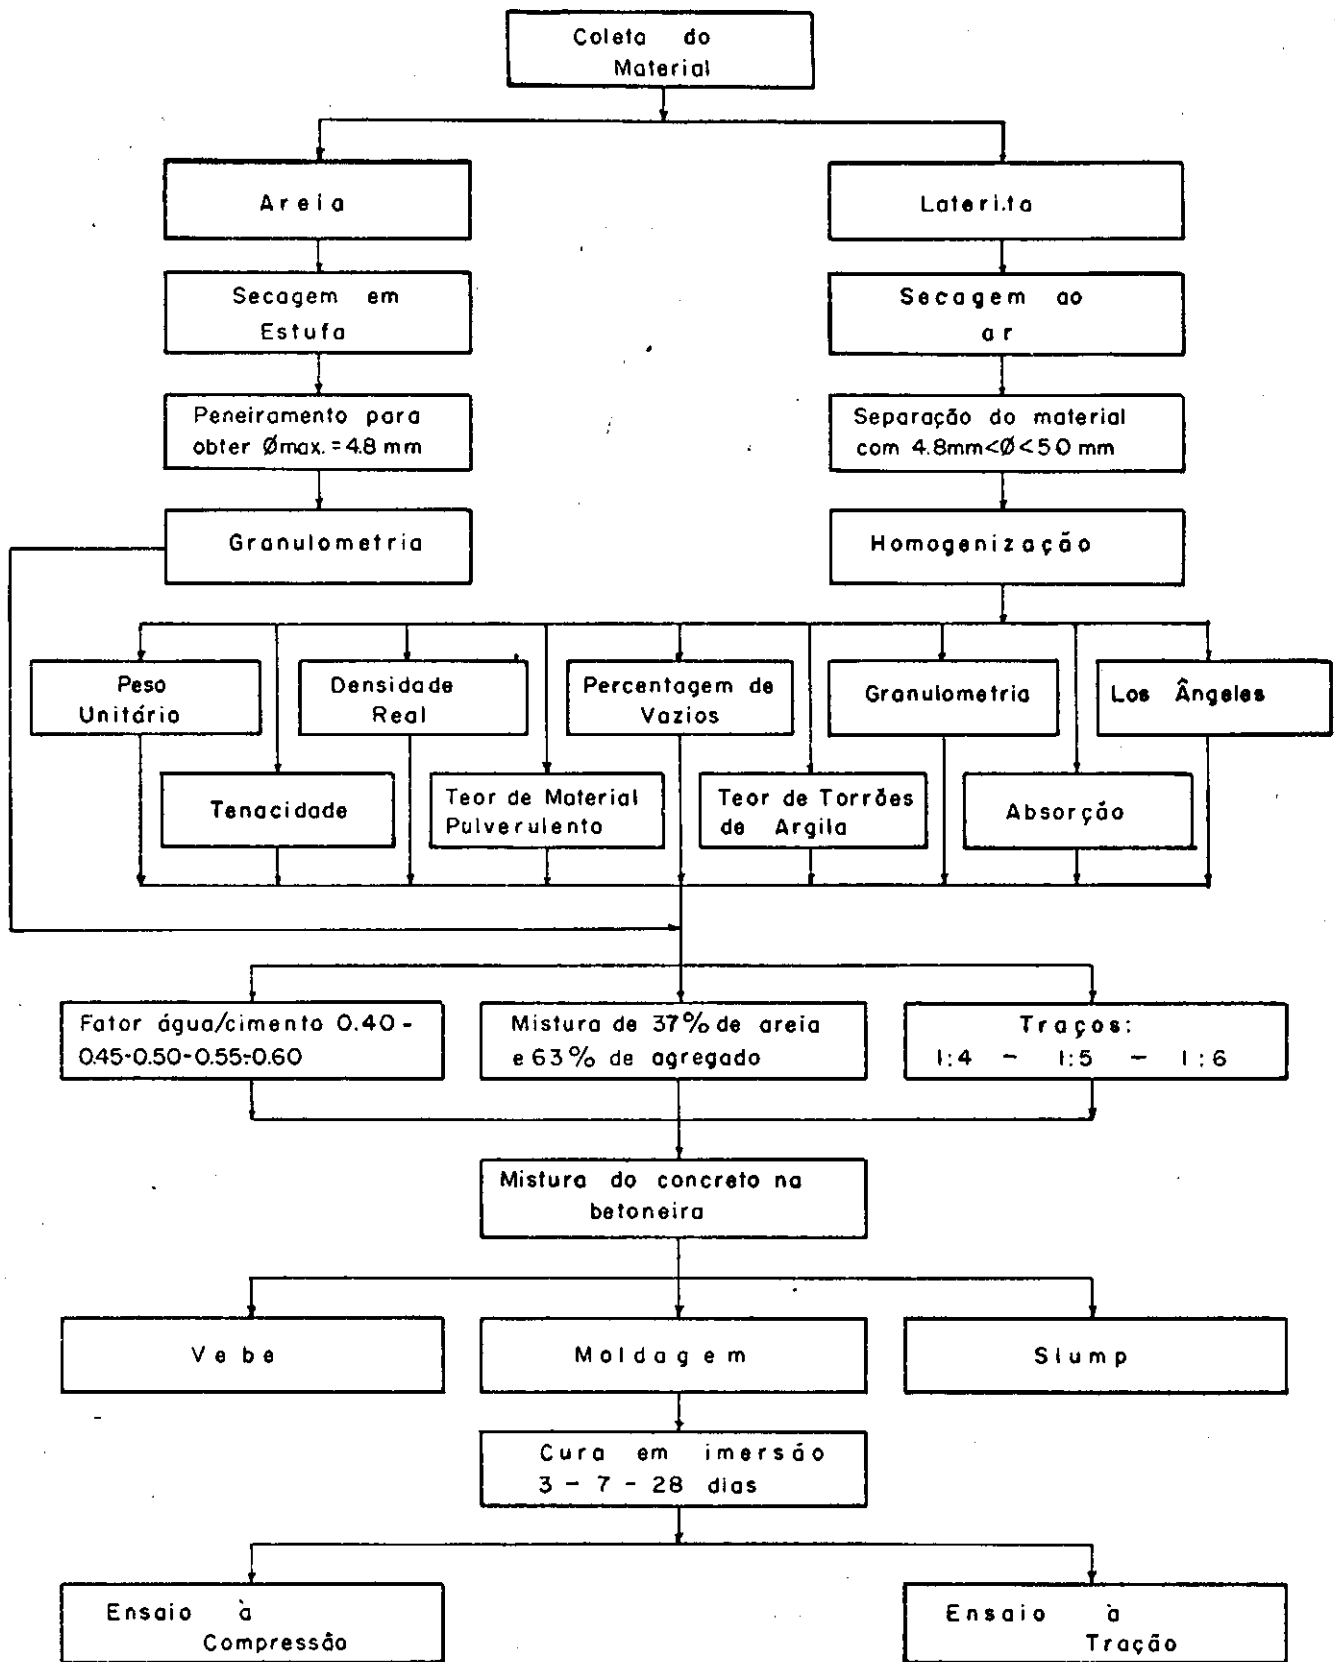 Coleta do
Material
Areia
Laterita
Secagem em
Estufa
Secagem ao
ar
Peneiramento para
obter Ømax.=4.8 mm
Separação do material
com 4.8mm<Ø<50 mm
Granulometria
Homogenização
Peso
Unitário
Densidade
Real
Percentagem de
Vazios
Granulometria
Los Ângeles
Tenacidade
Teor de Material
Pulverulento
Teor de Torrões
de Argila
Absorção
Fator água/cimento 0.40-
0.45-0.50-0.55-0.60
Mistura de 37% de areia
e 63% de agregado
Traços:
1:4 - 1:5 - 1:6
Mistura do concreto na
betoneira
Vebe
Moldagem
Slump
Cura em imersão
3 - 7 - 28 dias
Ensaio à
Compressão
Ensaio à
Tração